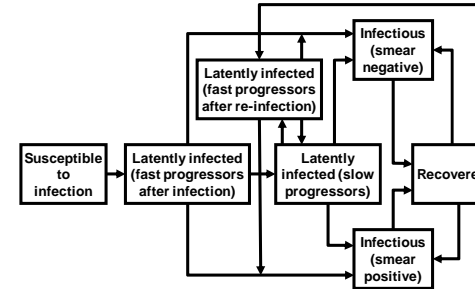 Infectious
(smear
negative)
Latently infected
(fast progressors
after re-infection)
Susceptible
to
infection
Latently infected
(fast progressors
after infection)
Latently
infected (slow
progressors)
Recovere
Infectious
(smear
positive)